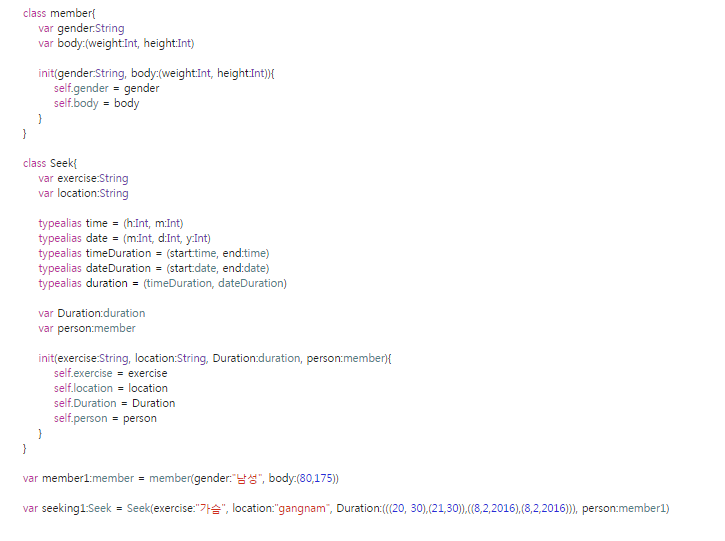 class member{
var gender:String
var body:(weight:Int, height:Int)
init(gender:String, body:(weight:Int, height:Int)){
self.gender = gender
self.body = body
}
}
class Seek{
var exercise:String
var location:String
typealias time = (h:Int, m:Int)
typealias date = (m:Int, d:Int, y:Int)
typealias timeDuration = (start:time, end:time)
typealias dateDuration = (start:date, end:date)
typealias duration = (timeDuration, dateDuration)
var Duration:duration
var person:member
init(exercise:String, location:String, Duration:duration, person:member){
self.exercise = exercise
self.location = location
self.Duration = Duration
self.person = person
}
}
var member1:member = member(gender:"남성", body:(80,175))
var seeking1:Seek = Seek(exercise:"가슴", location:"gangnam", Duration:(((20, 30),(21,30)),((8,2,2016),(8,2,2016))), person:member1)